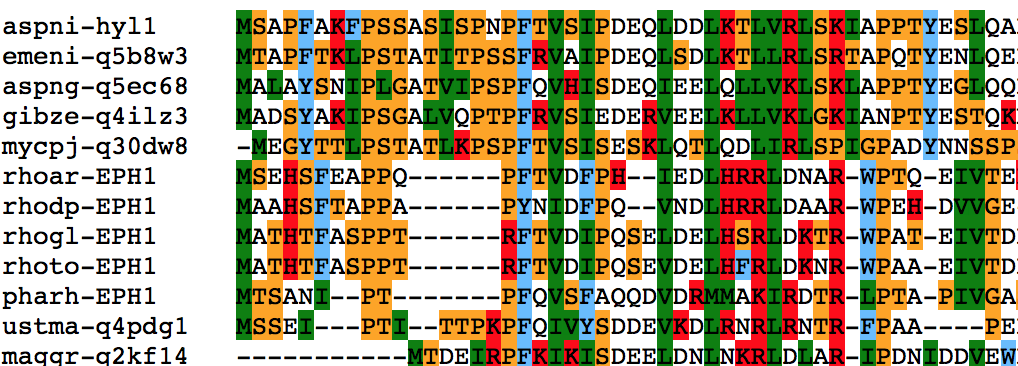 aspni-hyl1 MSAPFAKFPSSASISPNPFTVSIPDEQLDDLKTLVRLSKIAPPTYESLQA
emeni-q5b8w3 MTAPFTKLPSTATITPSSFRVAIPDEQLSDLKTLLRLSRTAPQTYENLQE
aspng-q5ec68 MALAYSNIPLGATVIPSPFQVHISDEQIEELQLLVKLSKLAPPTYEGLQQ
gibze-q4ilz3 MADSYAKIPSGALVQPTPFRVSIEDERVEELKLLVKLGKIANPTYESTQK
mycpj-q30dw8 -MEGYTTLPSTATLKPSPFTVSISESKLQTLQDLIRLSPIGPADYNNSSP
rhoar-EPH1 MSEHSFEAPPQ------PFTVDFPH--IEDLHRRLDNAR-WPTQ-EIVTE
rhodp-EPH1 MAAHSFTAPPA------PYNIDFPQ--VNDLHRRLDAAR-WPEH-DVVGE
rhogl-EPH1 MATHTFASPPT------RFTVDIPQSELDELHSRLDKTR-WPAT-EIVTD
rhoto-EPH1 MATHTFASPPT------RFTVDIPQSEVDELHFRLDKNR-WPAA-EIVTD
pharh-EPH1 MTSANI--PT-------PFQVSFAQQDVDRMMAKIRDTR-LPTA-PIVGA
ustma-q4pdg1 MSSEI---PTI--TTPKPFQIVYSDDEVKDLRNRLRNTR-FPAA----PE
maggr-q2kf14 -----------MTDEIRPFKIKISDEELDNLNKRLDLAR-IPDNIDDVEW